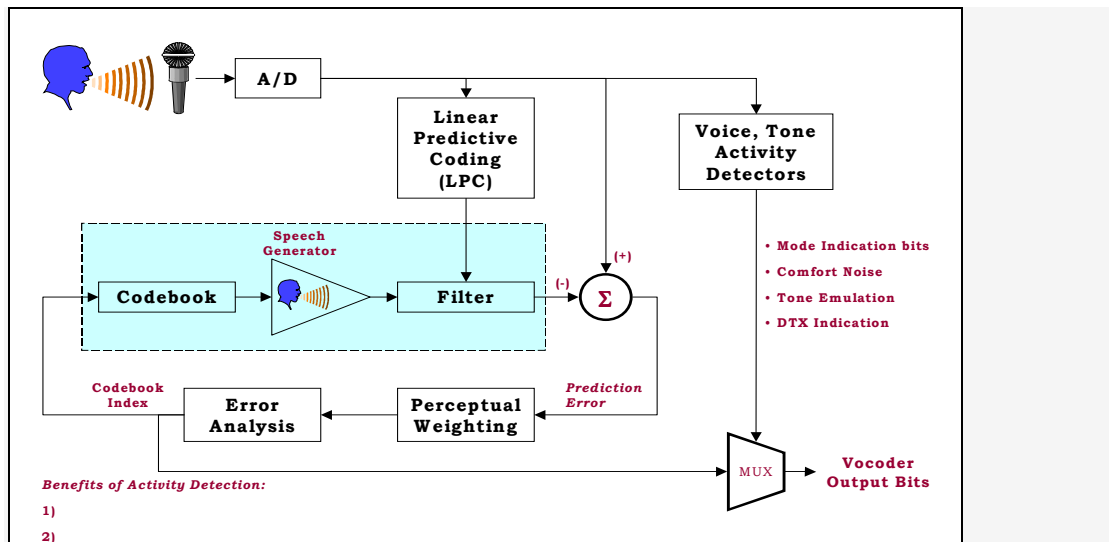 A/D
Linear
Predictive
Coding
(LPC)
Voice, Tone
Activity
Detectors
Speech
Generator
Codebook
Filter
(-)
(+)
Σ
• Mode Indication bits
• Comfort Noise
• Tone Emulation
• DTX Indication
Codebook
Index
Error
Analysis
Perceptual
Weighting
Prediction
Error
MUX
Vocoder
Output Bits
Benefits of Activity Detection:
1)
2)